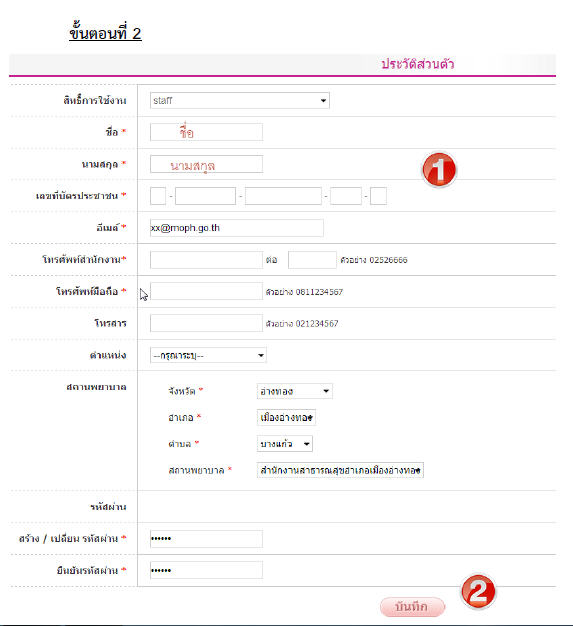 ขั้นตอนที่ 2
ประวัติส่วนตัว
สิทธิ์การใช้งาน staff
ชื่อ * ชื่อ
นามสกุล * นามสกุล
1
เลขที่บัตรประชาชน * - - - -
อีเมล์ * xx@moph.go.th
โทรศัพท์สำนักงาน* ต่อ ตัวอย่าง 02526666
โทรศัพท์มือถือ * ตัวอย่าง 0811234567
โทรสาร ตัวอย่าง 021234567
ตำแหน่ง --กรุณาระบุ--
สถานพยาบาล
จังหวัด * อ่างทอง
อำเภอ * เมืองอ่างทอง
ตำบล * บางแก้ว
สถานพยาบาล * สำนักงานสาธารณสุขอำเภอเมืองอ่างทอง
รหัสผ่าน
สร้าง / เปลี่ยน รหัสผ่าน * ••••••
ยืนยันรหัสผ่าน * ••••••
บันทึก 2